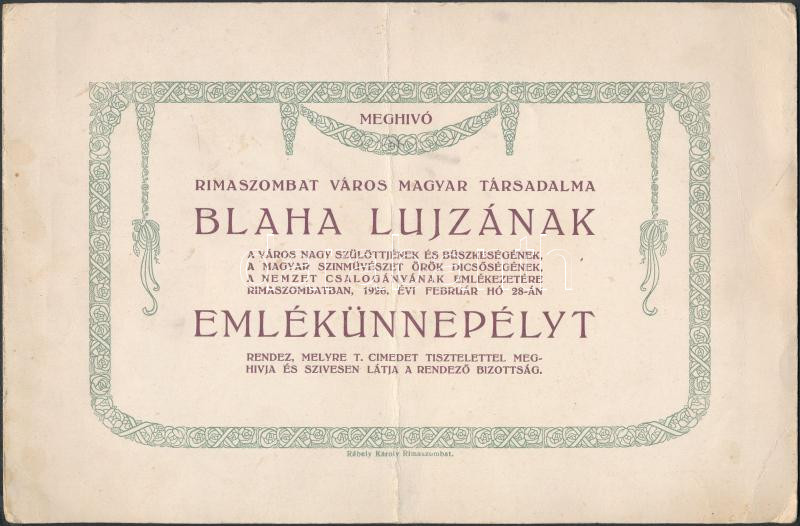 MEGHIVÓ
RIMASZOMBAT VÁROS MAGYAR TÁRSADALMA
BLAHA LUJZÁNAK
A VÁROS NAGY SZÜLÖTTJÉNEK ÉS BÜSZKESÉGÉNEK,
A MAGYAR SZINMÜVÉSZET ÖRÖK DICSŐSÉGÉNEK,
A NEMZET CSALOGÁNYÁNAK EMLÉKEZETÉRE
RIMASZOMBATBAN, 1926. ÉVI FEBRUÁR HÓ 28-ÁN
EMLÉKÜNNEPÉLYT
RENDEZ, MELYRE T. CIMEDET TISZTELETTEL MEG-
HIVJA ÉS SZIVESEN LÁTJA A RENDEZŐ BIZOTTSÁG.
Rábely Károly Rimaszombat.